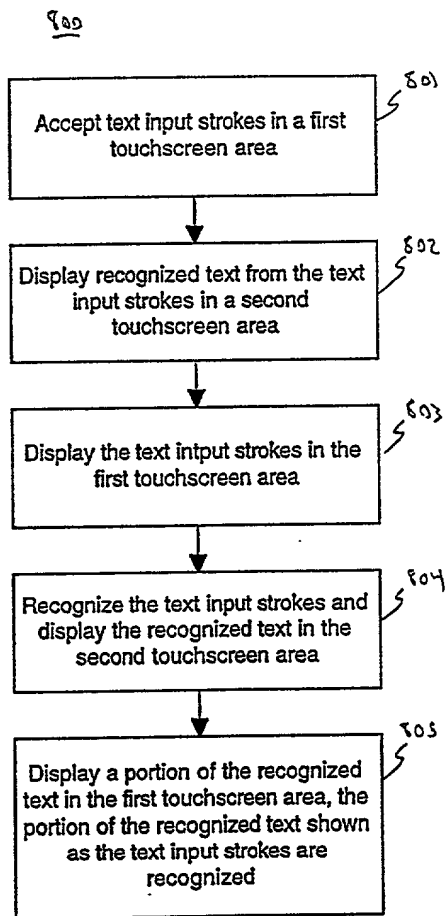 800
801
Accept text input strokes in a first
touchscreen area
802
Display recognized text from the text
input strokes in a second
touchscreen area
803
Display the text intput strokes in the
first touchscreen area
804
Recognize the text input strokes and
display the recognized text in the
second touchscreen area
805
Display a portion of the recognized
text in the first touchscreen area, the
portion of the recognized text shown
as the text input strokes are
recognized